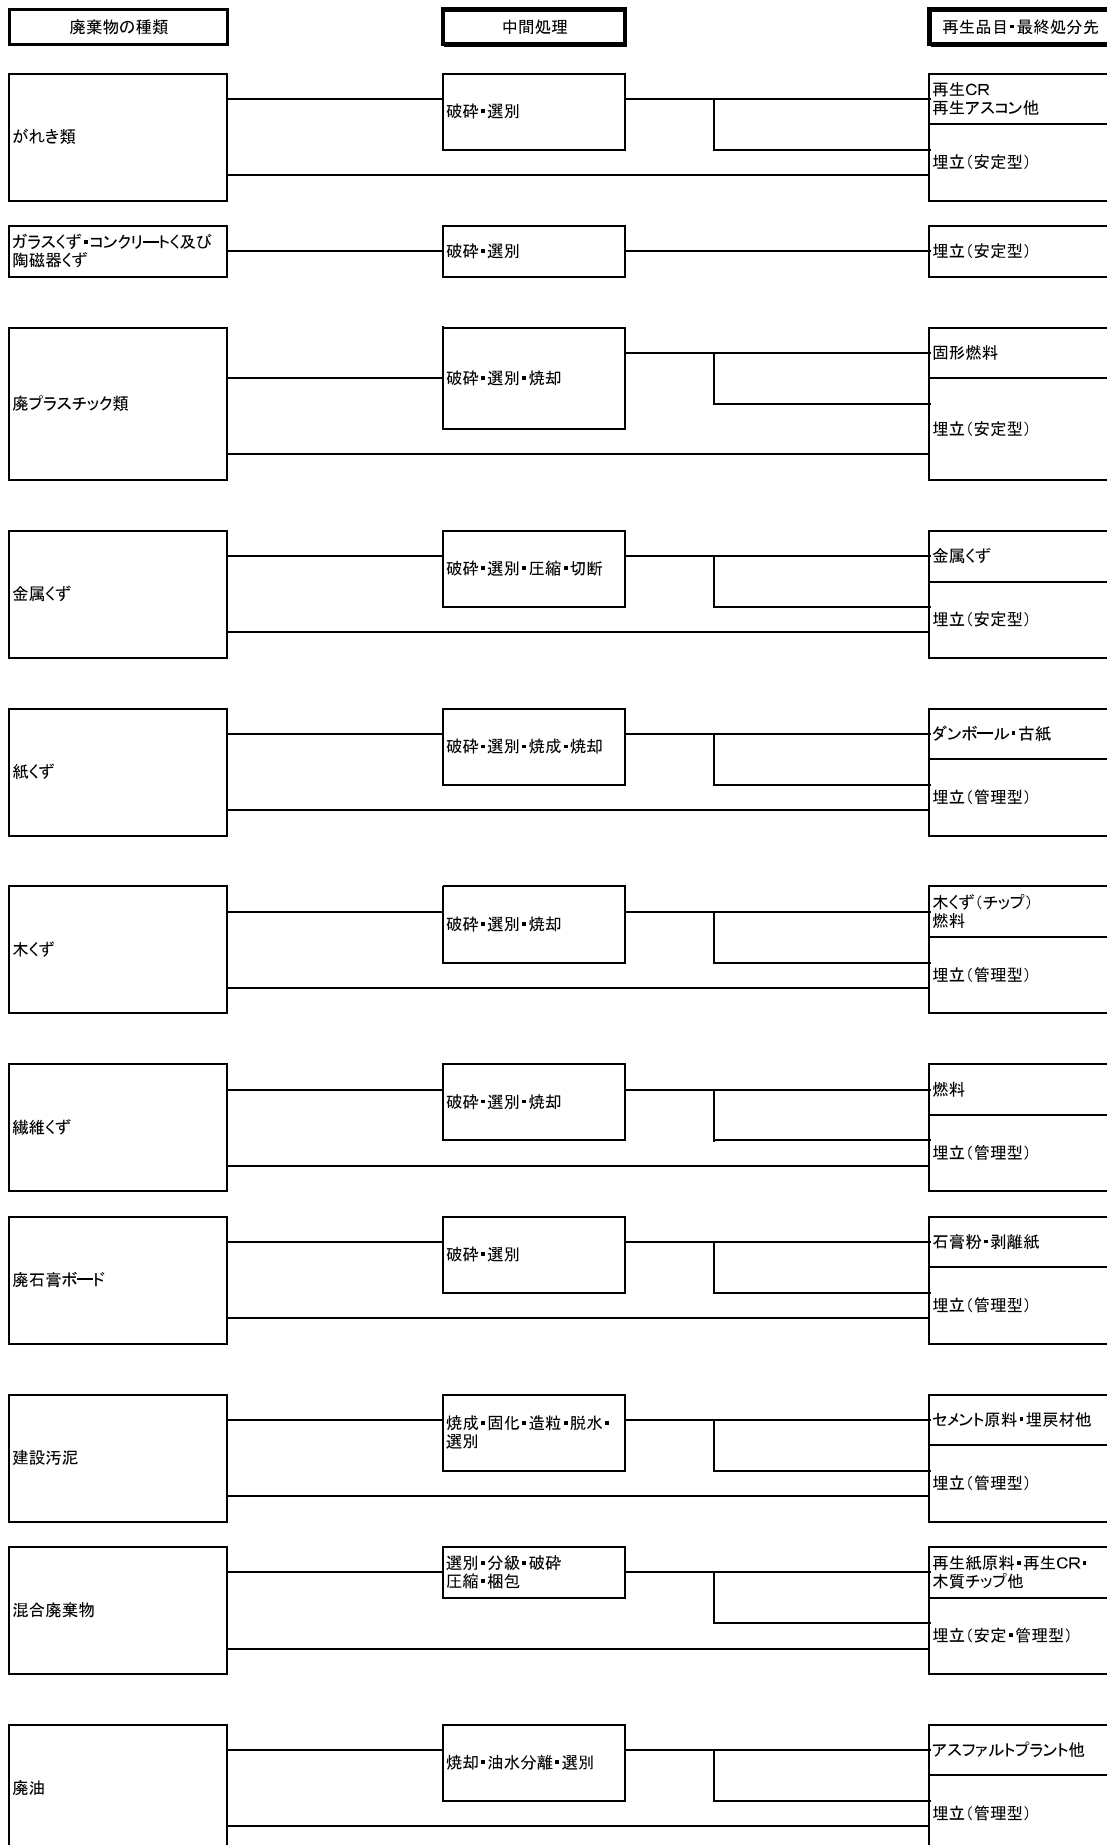 廃棄物の種類
中間処理
再生品目・最終処分先
がれき類
破砕・選別
再生CR
再生アスコン他
埋立(安定型)
ガラスくず・コンクリートく及び
陶磁器くず
破砕・選別
埋立(安定型)
廃プラスチック類
破砕・選別・焼却
固形燃料
埋立(安定型)
金属くず
破砕・選別・圧縮・切断
金属くず
埋立(安定型)
紙くず
破砕・選別・焼成・焼却
ダンボール・古紙
埋立(管理型)
木くず
破砕・選別・焼却
木くず(チップ)
燃料
埋立(管理型)
繊維くず
破砕・選別・焼却
燃料
埋立(管理型)
廃石膏ボード
破砕・選別
石膏粉・剥離紙
埋立(管理型)
建設汚泥
焼成・固化・造粒・脱水・
選別
セメント原料・埋戻材他
埋立(管理型)
混合廃棄物
選別・分級・破砕
圧縮・梱包
再生紙原料・再生CR・
木質チップ他
埋立(安定・管理型)
廃油
焼却・油水分離・選別
アスファルトプラント他
埋立(管理型)